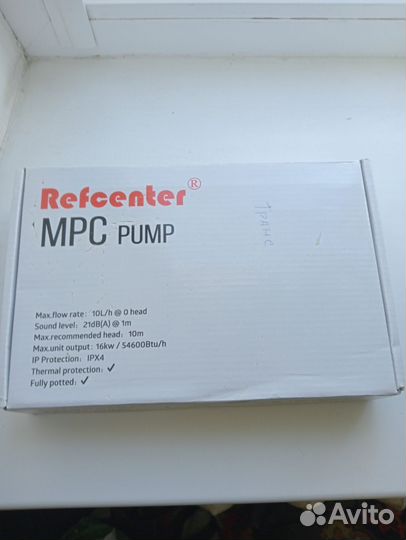 Refcenter®
MPC PUMP
Max.flow rate: 10L/h @ 0 head
Sound level: 21dB(A) @ 1m
Max.recommended head: 10m
Max.unit output: 16kw / 54600Btu/h
IP Protection: IPX4
Thermal protection: ✓
Fully potted: ✓
Avito